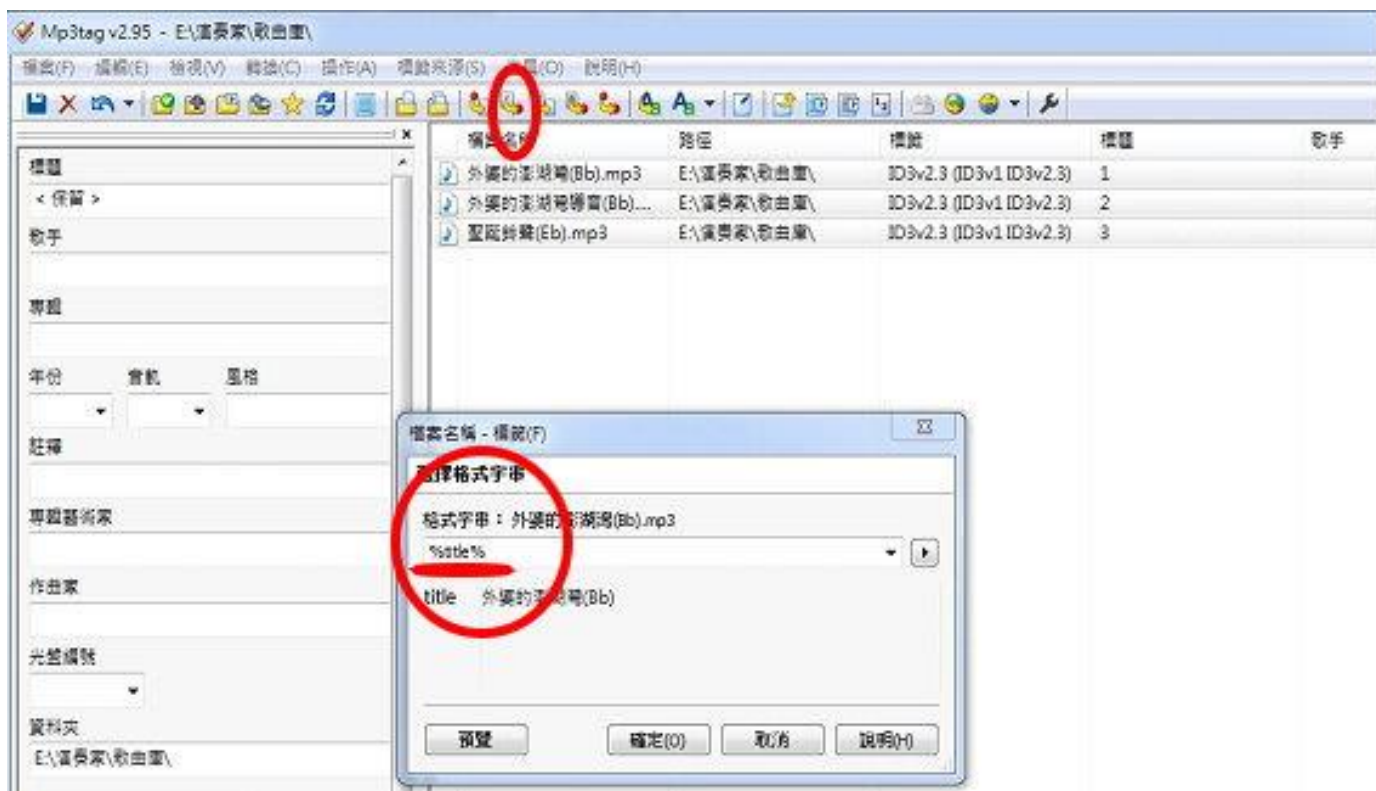 Mp3tag v2.95 - E:\演奏家\歌曲庫\
檔案(F) 編輯(E) 檢視(V) 轉換(C) 操作(A) 標籤來源(S) (O) 說明(H)
檔案名稱 路徑 標籤 標題 歌手
外婆的澎湖灣(Bb).mp3 E:\演奏家\歌曲庫\ ID3v2.3 (ID3v1 ID3v2.3) 1
外婆的澎湖灣導音(Bb).... E:\演奏家\歌曲庫\ ID3v2.3 (ID3v1 ID3v2.3) 2
聖誕鈴聲(Eb).mp3 E:\演奏家\歌曲庫\ ID3v2.3 (ID3v1 ID3v2.3) 3
標題
< 保留 >
歌手
專輯
年份 音軌 風格
註釋
專輯藝術家
作曲家
光盤編號
資料夾
E:\演奏家\歌曲庫\
檔案名稱 - 標籤(F)
選擇格式字串
格式字串：外婆的澎湖灣(Bb).mp3
%title%
title 外婆的澎湖灣(Bb)
預覽 確定(O) 取消 說明(H)